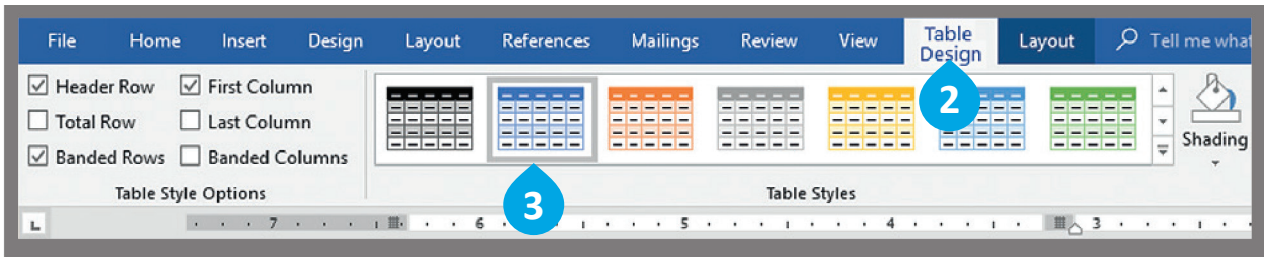 File Home Insert Design Layout References Mailings Review View Table Design Layout Tell me what
Header Row First Column
Total Row Last Column
Banded Rows Banded Columns
Table Style Options
2
3
Shading
Table Styles
L 7 6 5 4 3